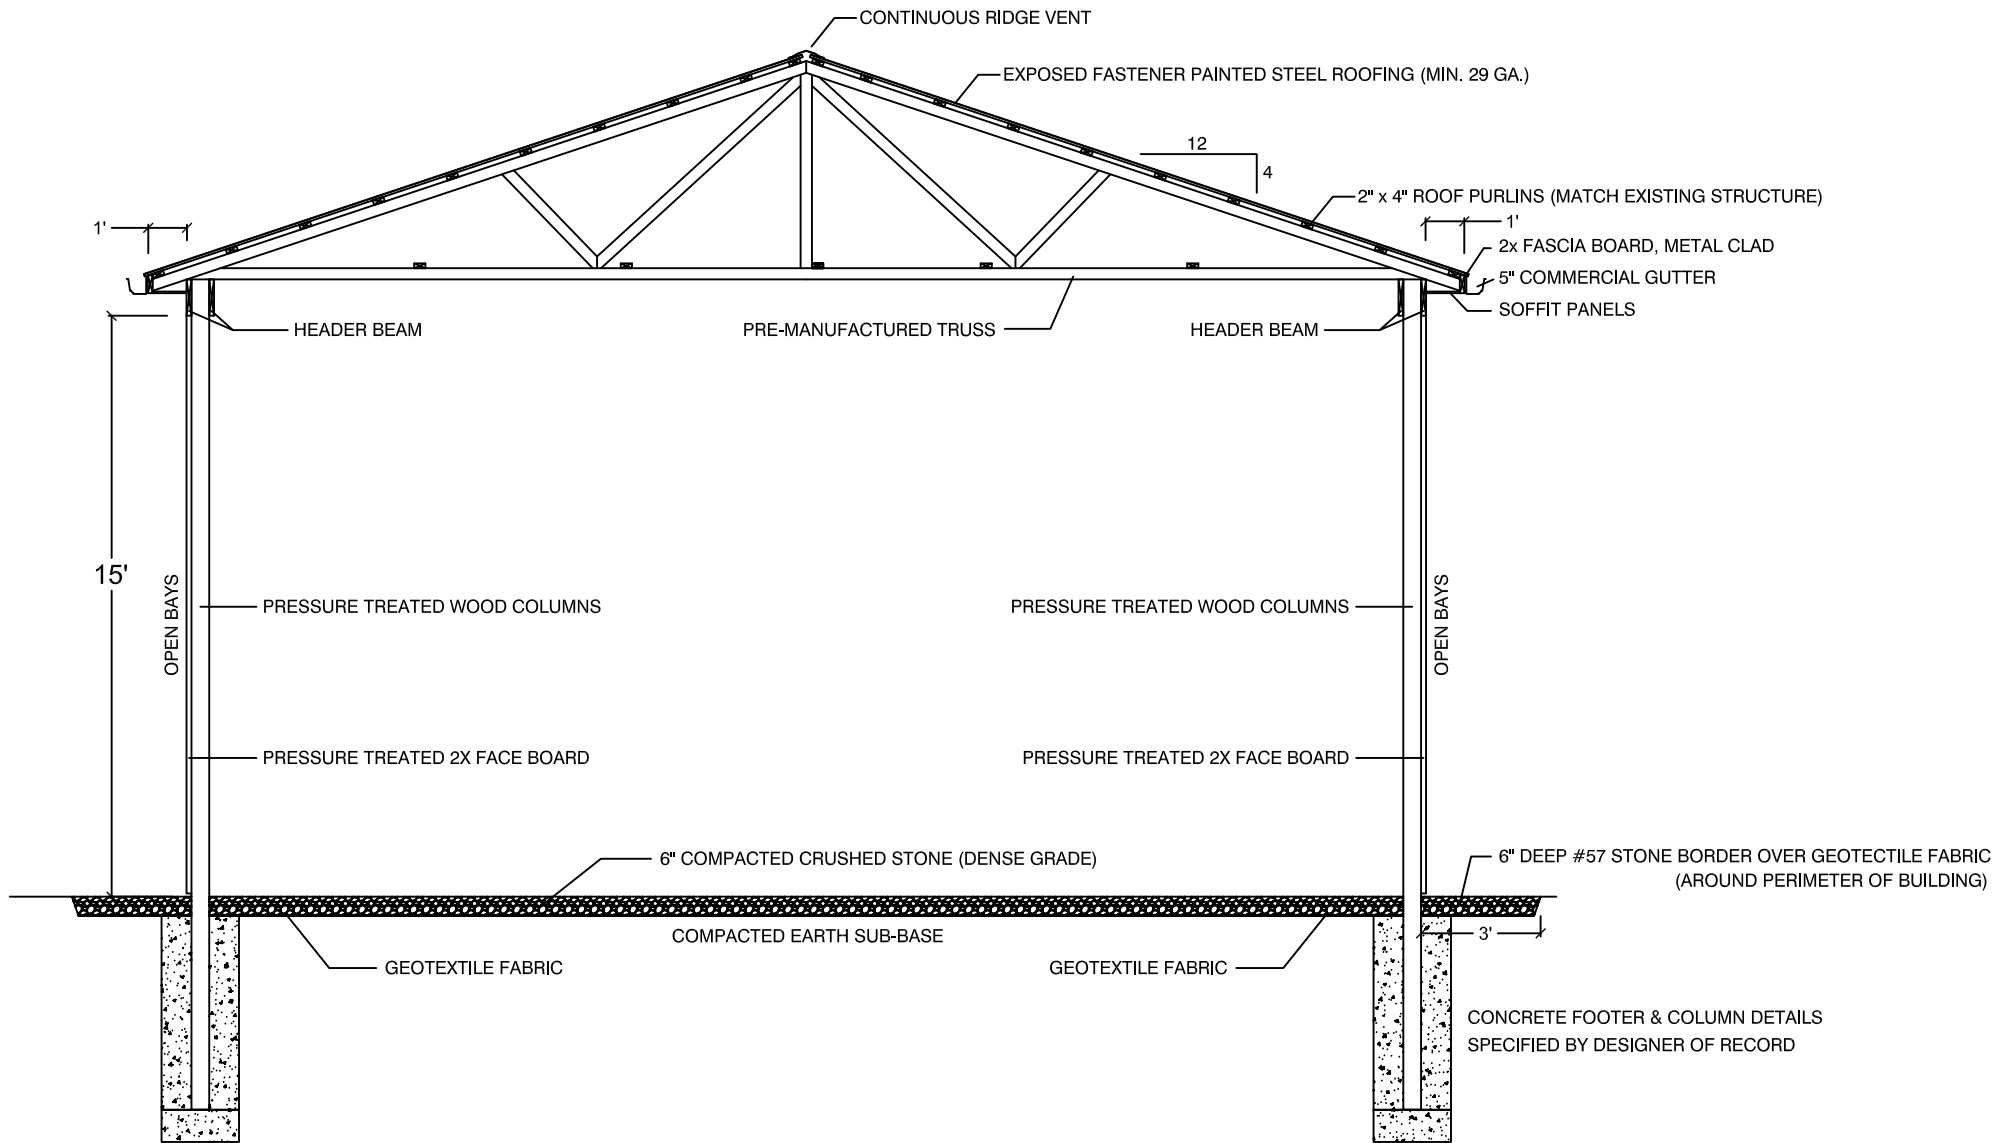 CONTINUOUS RIDGE VENT
EXPOSED FASTENER PAINTED STEEL ROOFING (MIN. 29 GA.)
12
4
2" x 4" ROOF PURLINS (MATCH EXISTING STRUCTURE)
1'
1'
2x FASCIA BOARD, METAL CLAD
5" COMMERCIAL GUTTER
SOFFIT PANELS
HEADER BEAM
PRE-MANUFACTURED TRUSS
HEADER BEAM
15'
OPEN BAYS
PRESSURE TREATED WOOD COLUMNS
PRESSURE TREATED WOOD COLUMNS
OPEN BAYS
PRESSURE TREATED 2X FACE BOARD
PRESSURE TREATED 2X FACE BOARD
6" COMPACTED CRUSHED STONE (DENSE GRADE)
6" DEEP #57 STONE BORDER OVER GEOTECTILE FABRIC
(AROUND PERIMETER OF BUILDING)
COMPACTED EARTH SUB-BASE
3'
GEOTEXTILE FABRIC
GEOTEXTILE FABRIC
CONCRETE FOOTER & COLUMN DETAILS
SPECIFIED BY DESIGNER OF RECORD